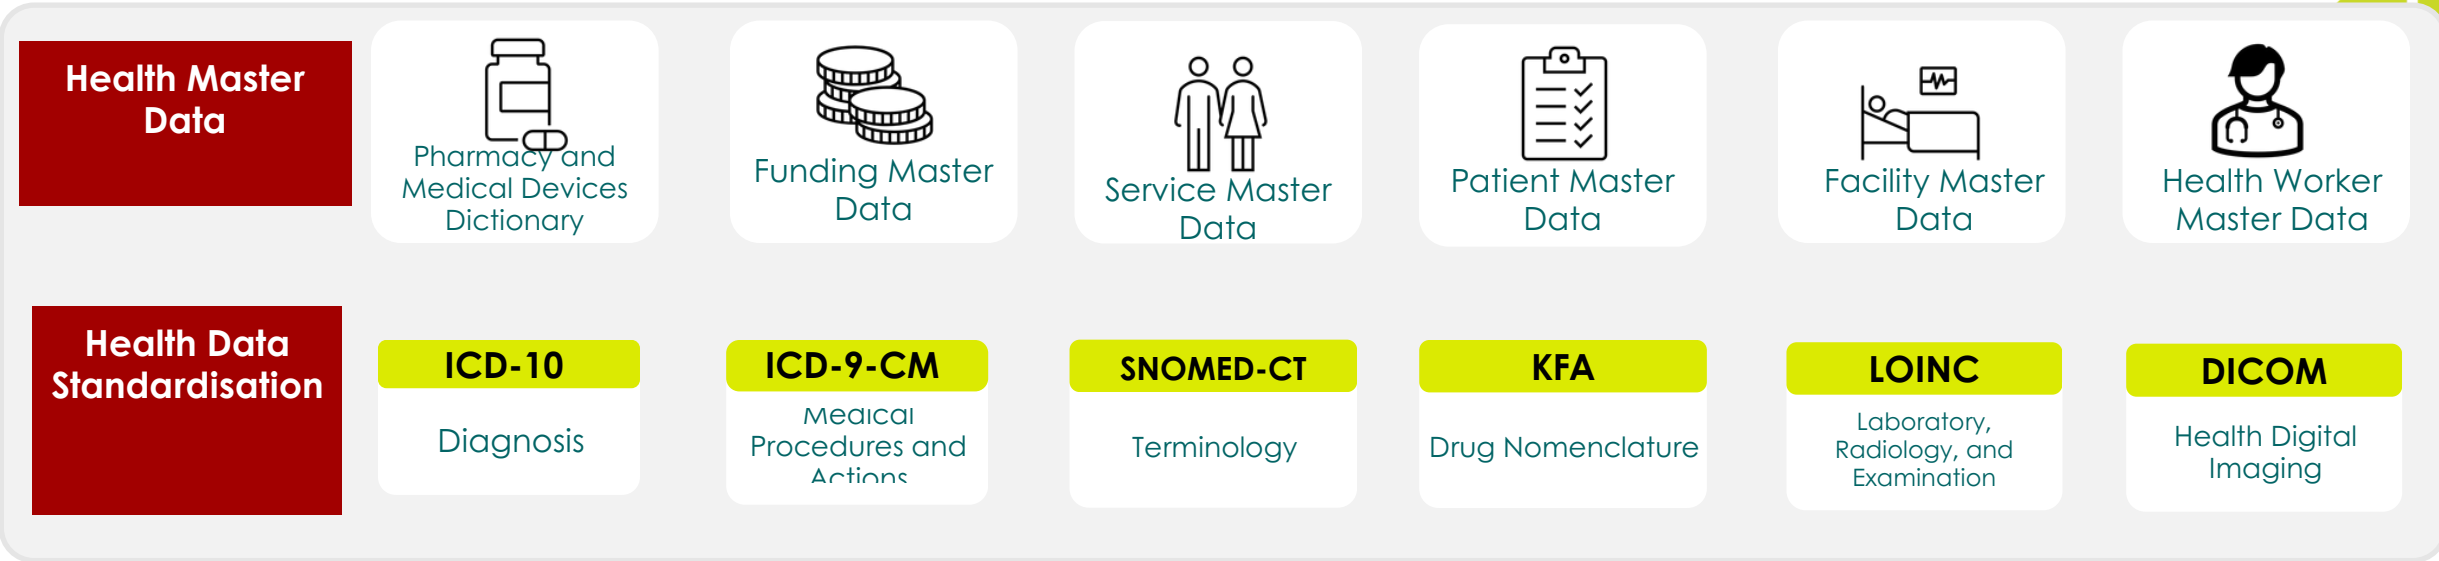 Health Master
Data
Pharmacy and
Medical Devices
Dictionary
Funding Master
Data
Service Master
Data
Patient Master
Data
Facility Master
Data
Health Worker
Master Data
Health Data
Standardisation
ICD-10
Diagnosis
ICD-9-CM
Medical
Procedures and
Actions
SNOMED-CT
Terminology
KFA
Drug Nomenclature
LOINC
Laboratory,
Radiology, and
Examination
DICOM
Health Digital
Imaging